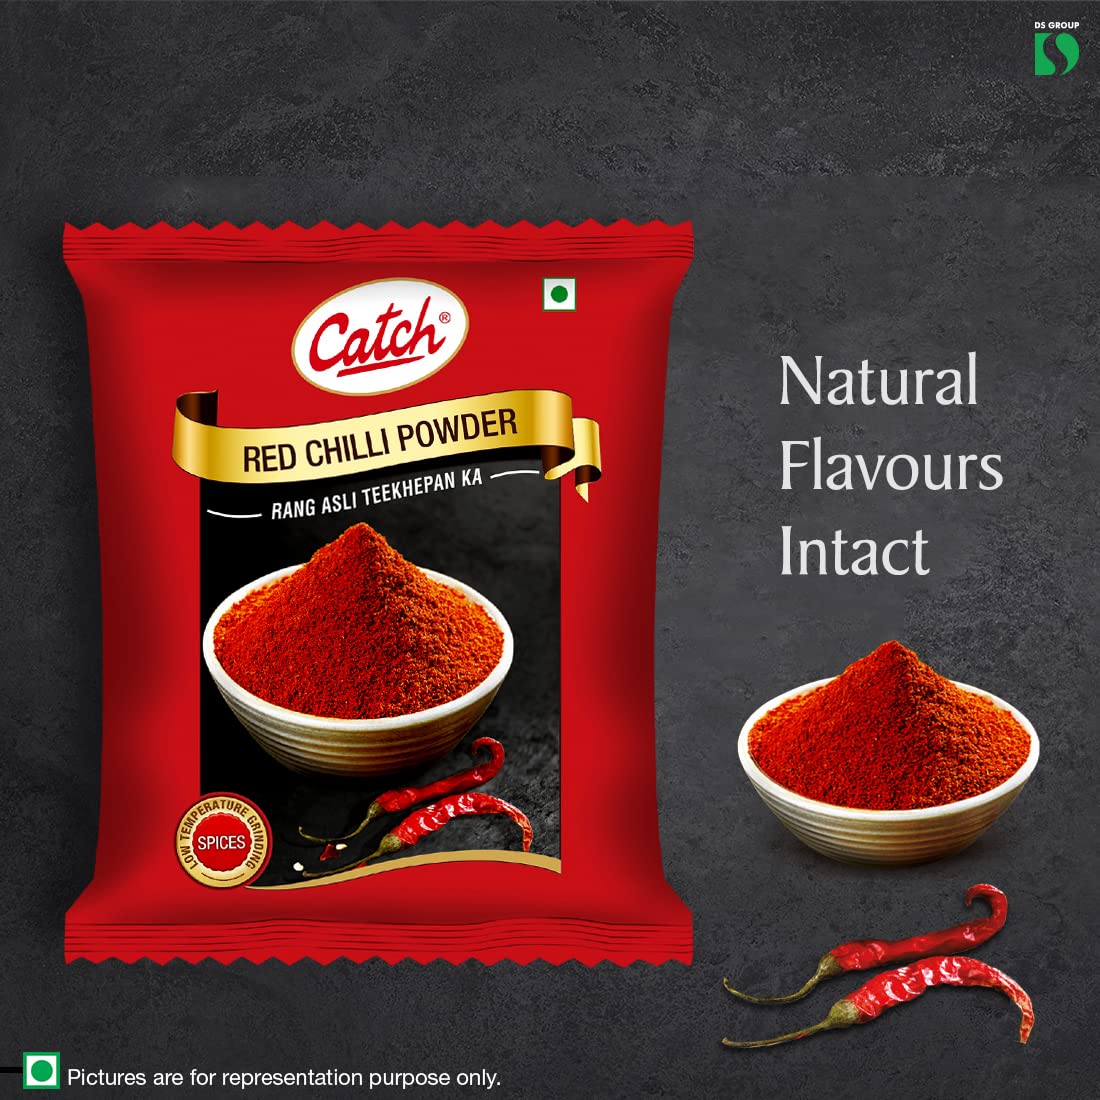 DS GROUP
Catch®
RED CHILLI POWDER
RANG ASLI TEEKHEPAN KA
LOW TEMPERATURE GRINDING
SPICES
Natural
Flavours
Intact
Pictures are for representation purpose only.